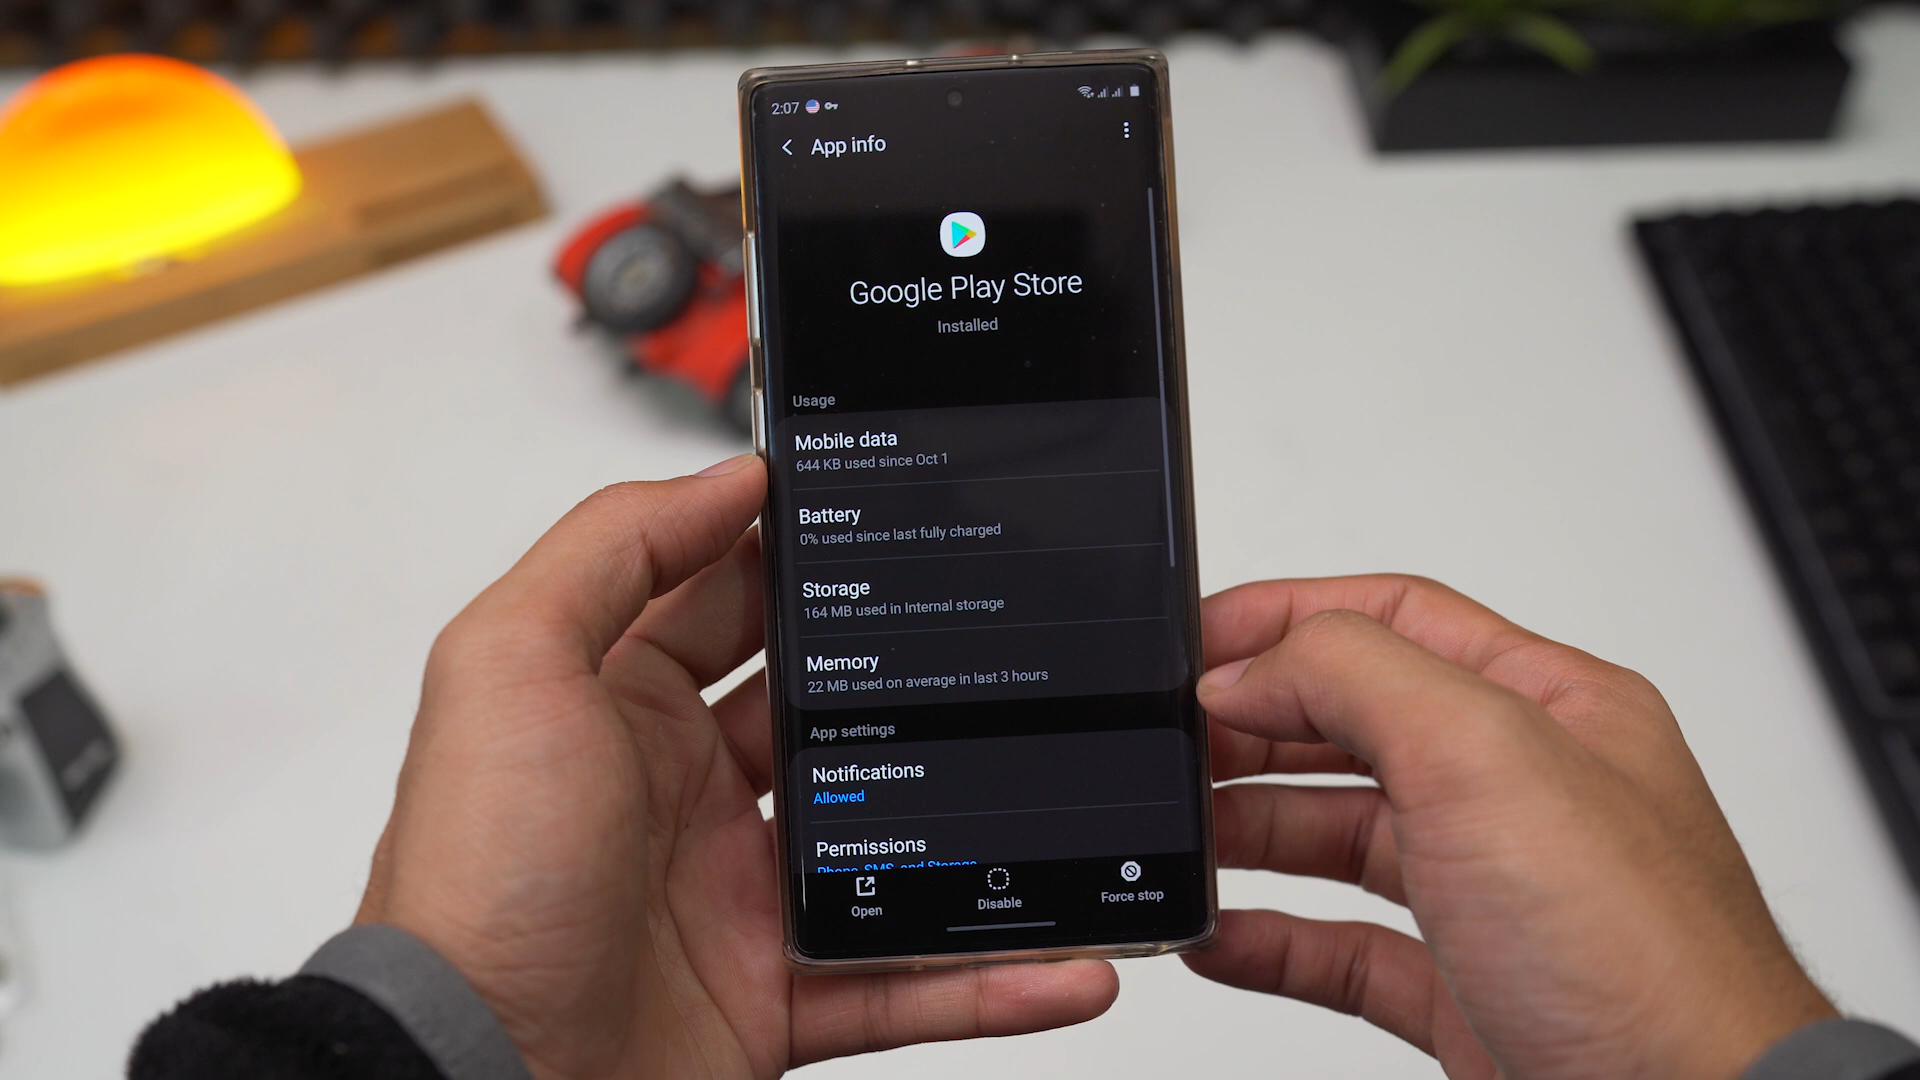 2:07
App info
Google Play Store
Installed
Usage
Mobile data
644 KB used since Oct 1
Battery
0% used since last fully charged
Storage
164 MB used in Internal storage
Memory
22 MB used on average in last 3 hours
App settings
Notifications
Allowed
Permissions
Phone, SMS, and Storage
Open
Disable
Force stop